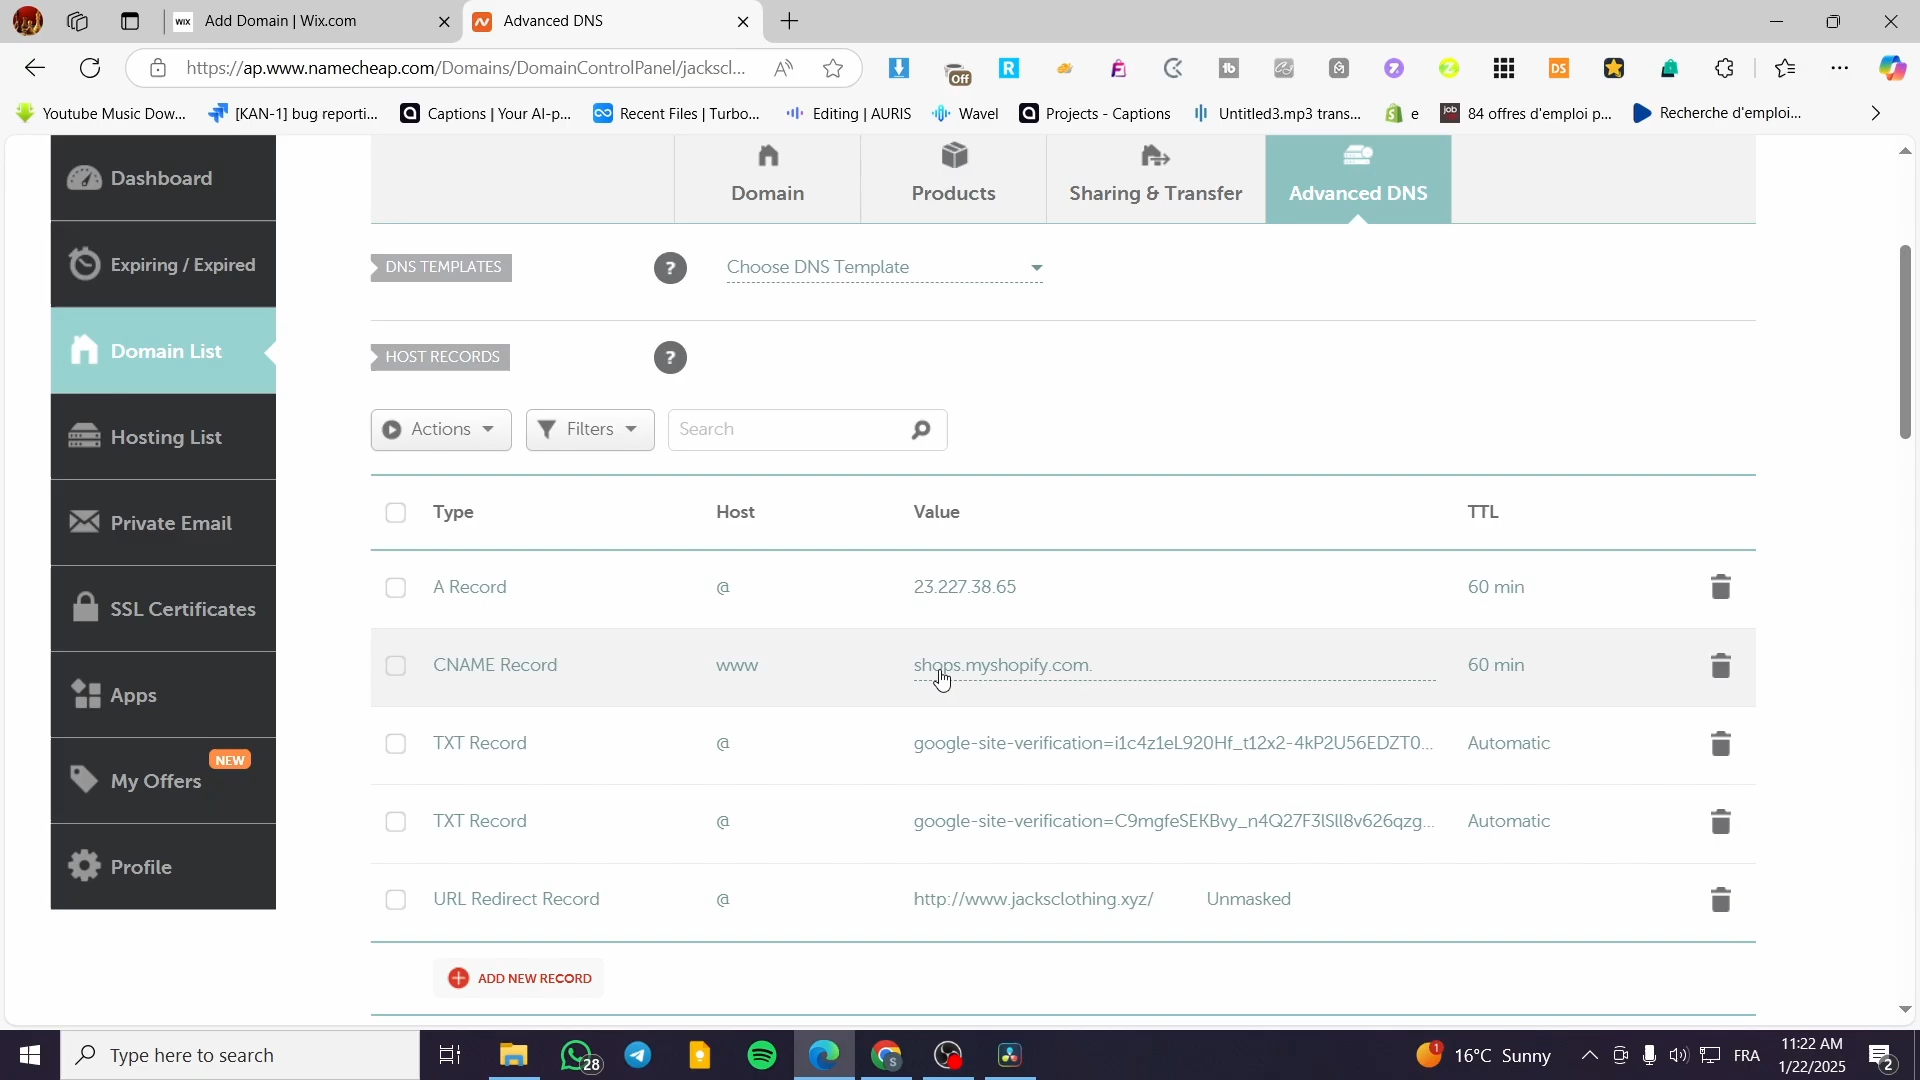 Add Domain | Wix.com
Advanced DNS
https://ap.www.namecheap.com/Domains/DomainControlPanel/jackscl...
Off
Youtube Music Dow...
[KAN-1] bug reporti...
Captions | Your AI-p...
Recent Files | Turbo...
Editing | AURIS
Wavel
Projects - Captions
Untitled3.mp3 trans...
e
84 offres d'emploi p...
Recherche d'emploi...
Dashboard
Expiring / Expired
Domain List
Hosting List
Private Email
SSL Certificates
Apps
NEW
My Offers
Profile
Domain
Products
Sharing & Transfer
Advanced DNS
DNS TEMPLATES
?
Choose DNS Template
HOST RECORDS
?
Actions
Filters
Search
Type Host Value TTL
A Record @ 23.227.38.65 60 min
CNAME Record www shops.myshopify.com. 60 min
TXT Record @ google-site-verification=i1c4z1eL920Hf_t12x2-4kP2U56EDZT0... Automatic
TXT Record @ google-site-verification=C9mgfeSEKBvy_n4Q27F3lSll8v626qzg... Automatic
URL Redirect Record @ http://www.jacksclothing.xyz/ Unmasked
ADD NEW RECORD
Type here to search
28
1
16°C Sunny
FRA
11:22 AM
1/22/2025
2